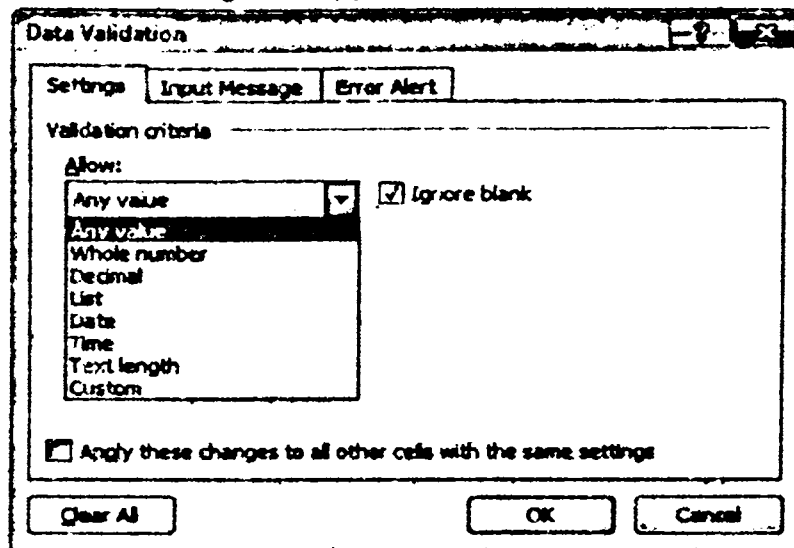 Data Validation
Settings Input Message Error Alert
Validation criteria
Allow:
Any value Ignore blank
Any value
Whole number
Decimal
List
Date
Time
Text length
Custom
Apply these changes to all other cells with the same settings
Clear All OK Cancel